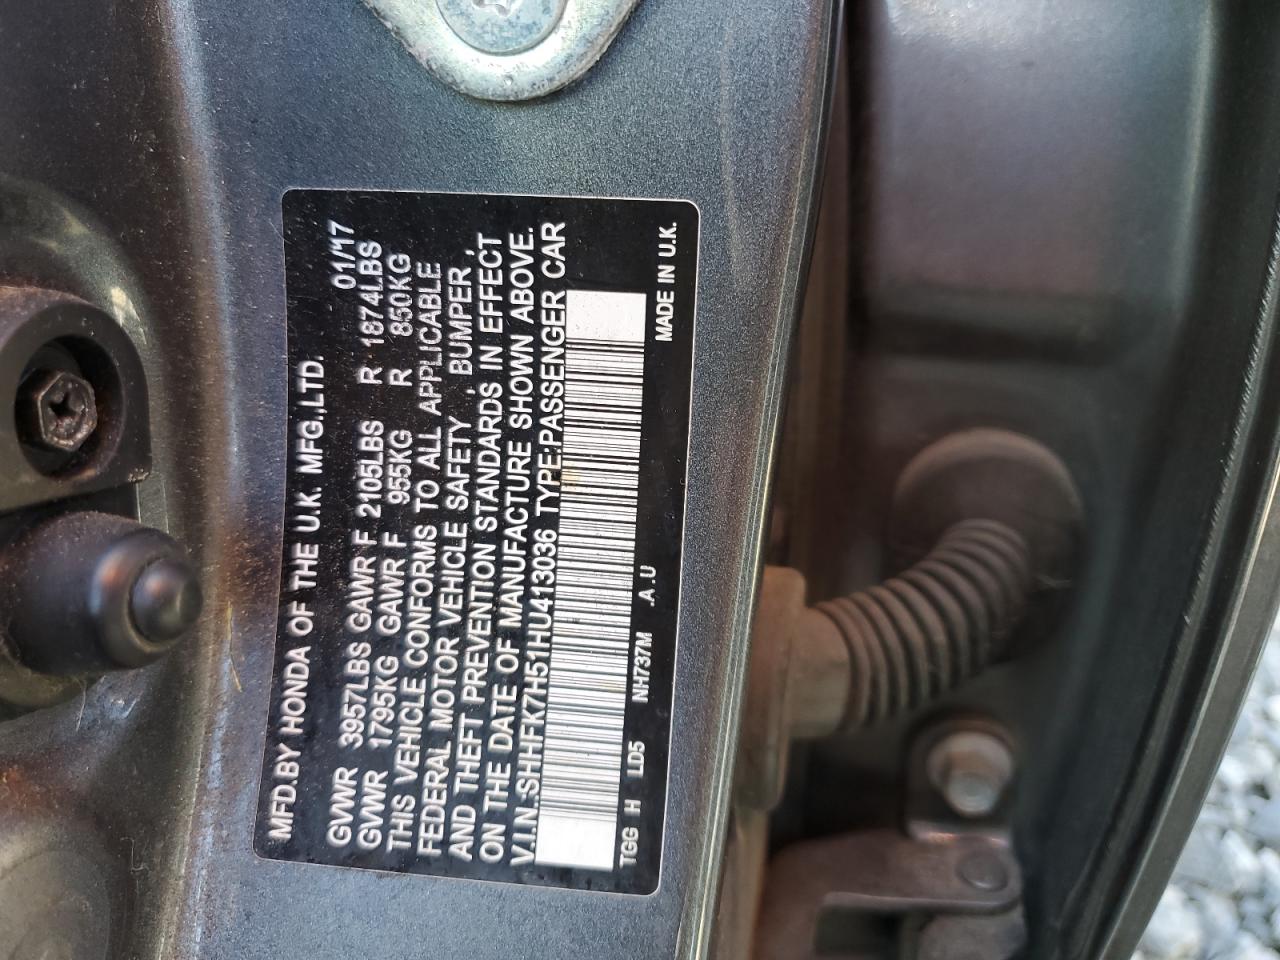 MFD.BY HONDA OF THE U.K. MFG.,LTD. 01/17
GVWR 3957LBS GAWR F 2105LBS R 1874LBS
GVWR 1795KG GAWR F 955KG R 850KG
THIS VEHICLE CONFORMS TO ALL APPLICABLE
FEDERAL MOTOR VEHICLE SAFETY , BUMPER ,
AND THEFT PREVENTION STANDARDS IN EFFECT
ON THE DATE OF MANUFACTURE SHOWN ABOVE.
V.I.N.:SHHFK7H51HU413036 TYPE:PASSENGER CAR
TGG H LD5 NH737M .A.U MADE IN U.K.